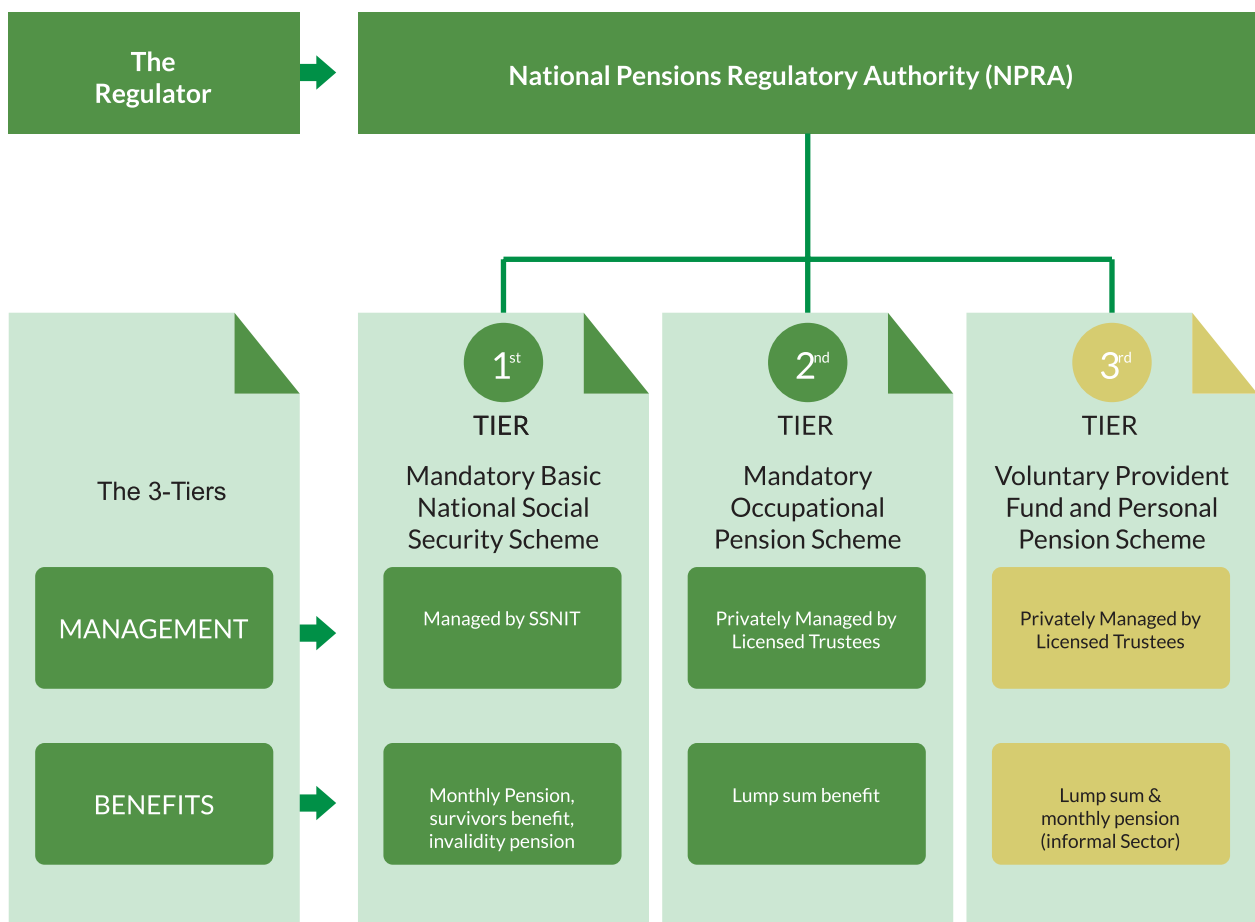 The
Regulator
National Pensions Regulatory Authority (NPRA)
The 3-Tiers
MANAGEMENT
BENEFITS
1st
TIER
Mandatory Basic
National Social
Security Scheme
Managed by SSNIT
Monthly Pension,
survivors benefit,
invalidity pension
2nd
TIER
Mandatory
Occupational
Pension Scheme
Privately Managed by
Licensed Trustees
Lump sum benefit
3rd
TIER
Voluntary Provident
Fund and Personal
Pension Scheme
Privately Managed by
Licensed Trustees
Lump sum &
monthly pension
(informal Sector)